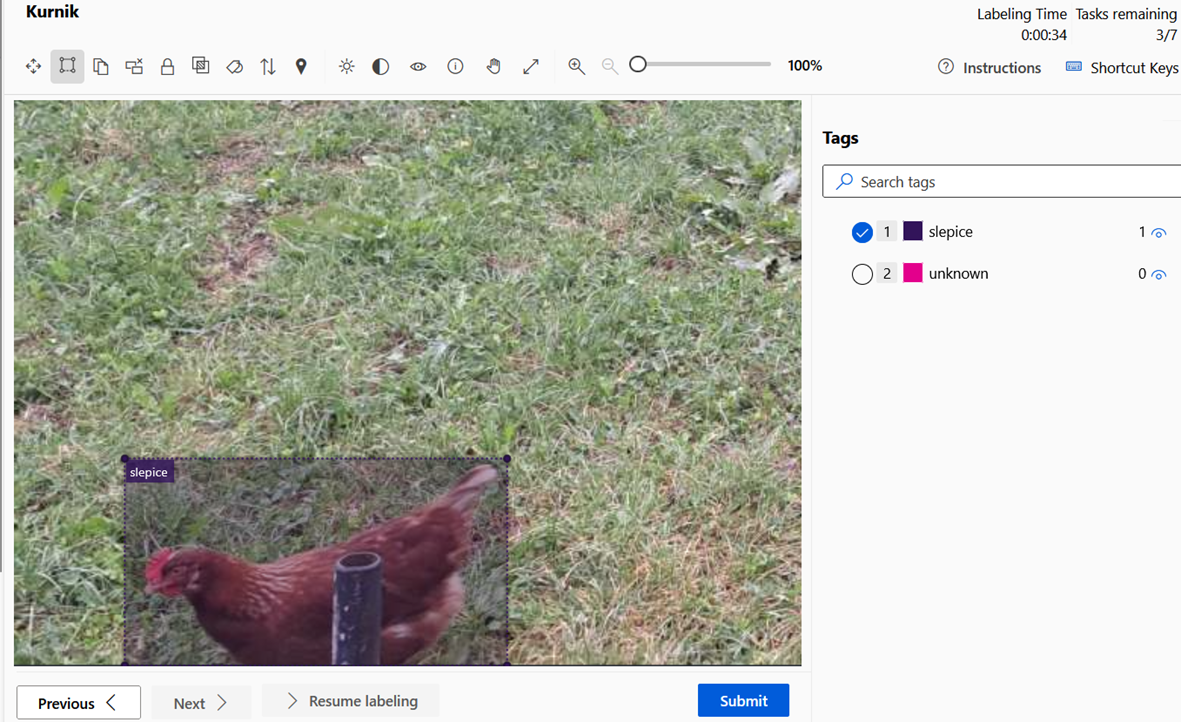 Kurnik
Labeling Time Tasks remaining
0:00:34 3/7
100%
Instructions
Shortcut Keys
Tags
Search tags
1 slepice 1
2 unknown 0
slepice
Previous
Next
Resume labeling
Submit